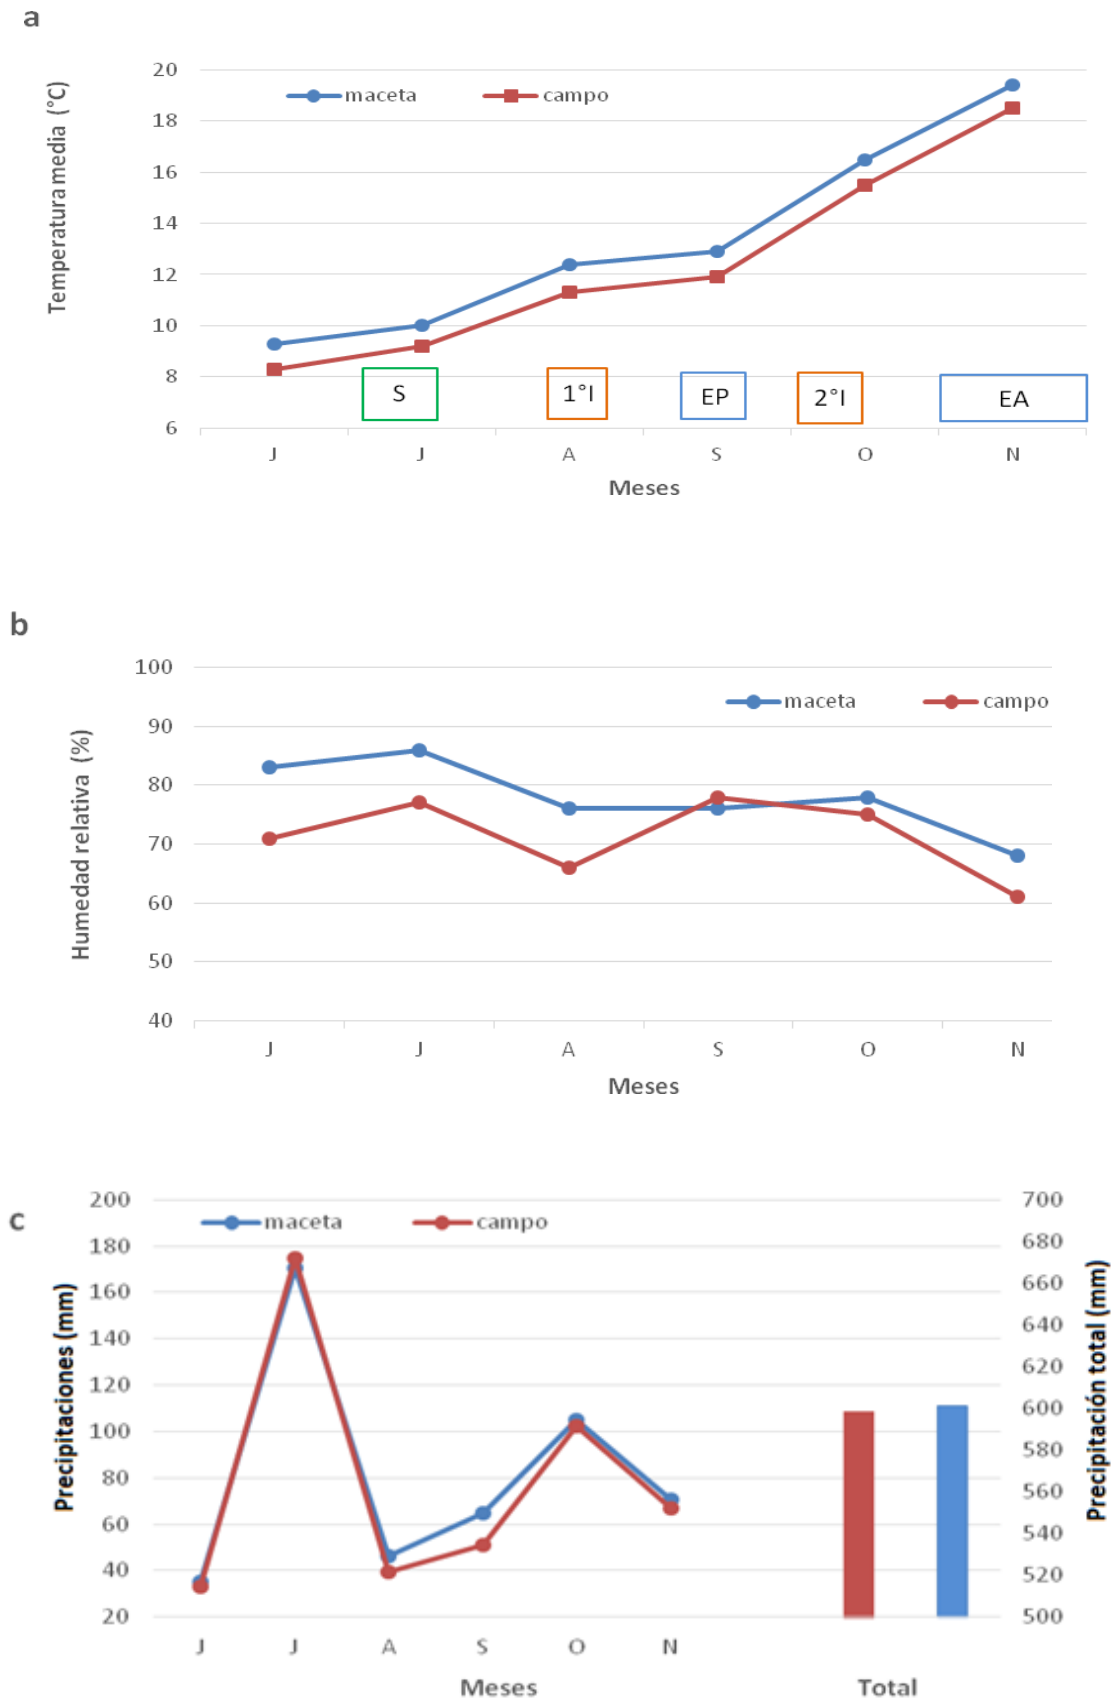 a
Temperatura media (°C)
20
18
16
14
12
10
8
6
maceta campo
S 1°I EP 2°I EA
J J A S O N
Meses
b
Humedad relativa (%)
100
90
80
70
60
50
40
maceta campo
J J A S O N
Meses
c
Precipitaciones (mm)
200
180
160
140
120
100
80
60
40
20
maceta campo
J J A S O N
Meses
Total
700
680
660
640
620
600
580
560
540
520
500
Precipitación total (mm)